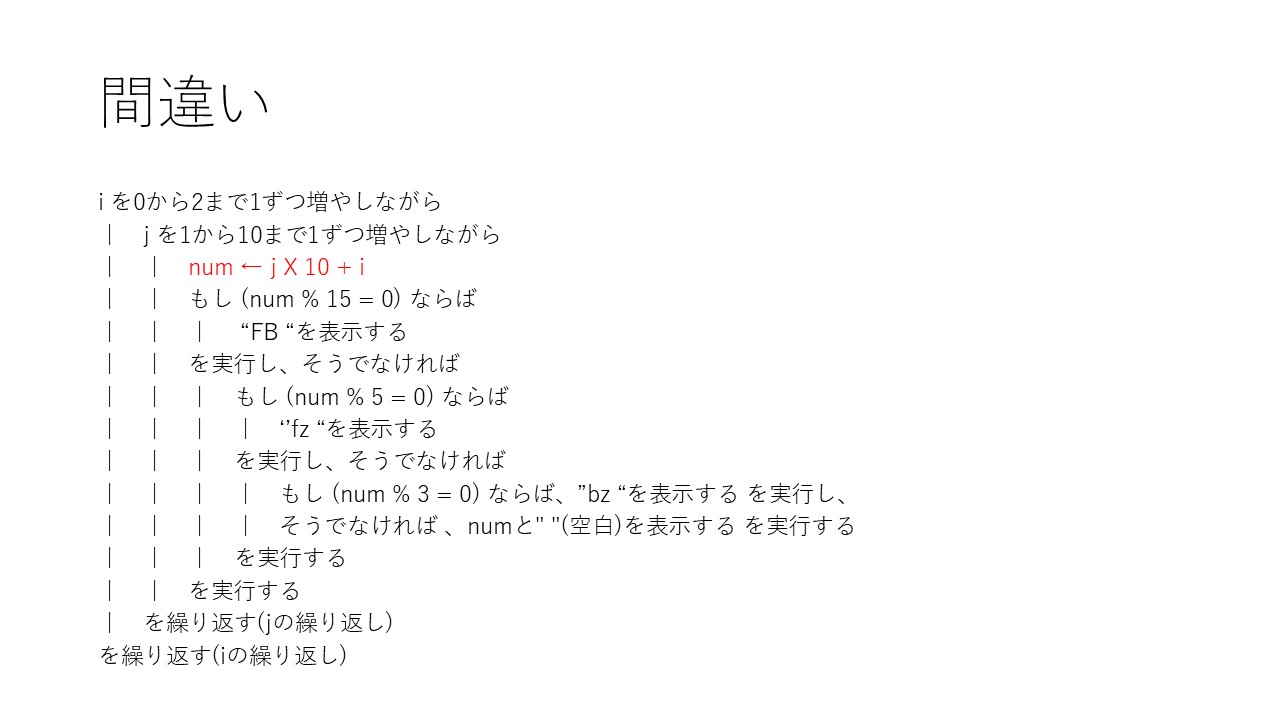 間違い
i を0から2まで1ずつ増やしながら
｜ j を1から10まで1ずつ増やしながら
｜ ｜ num ← j X 10 + i
｜ ｜ もし (num % 15 = 0) ならば
｜ ｜ ｜ “FB “を表示する
｜ ｜ を実行し、そうでなければ
｜ ｜ ｜ もし (num % 5 = 0) ならば
｜ ｜ ｜ ｜ ‘’fz “を表示する
｜ ｜ ｜ を実行し、そうでなければ
｜ ｜ ｜ ｜ もし (num % 3 = 0) ならば、”bz “を表示する を実行し、
｜ ｜ ｜ ｜ そうでなければ 、numと" "(空白)を表示する を実行する
｜ ｜ ｜ を実行する
｜ ｜ を実行する
｜ を繰り返す(jの繰り返し)
を繰り返す(iの繰り返し)